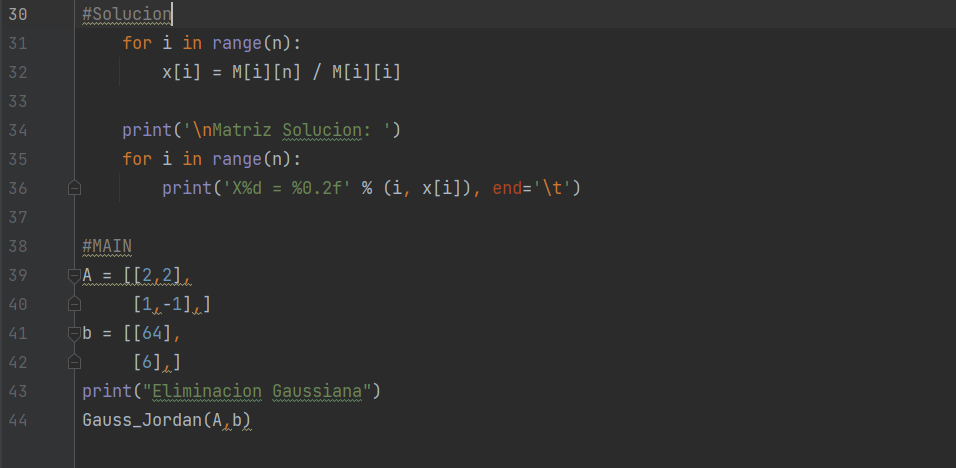 30 #Solucion
31     for i in range(n):
32         x[i] = M[i][n] / M[i][i]
33
34     print('\nMatriz Solucion: ')
35     for i in range(n):
36         print('X%d = %0.2f' % (i, x[i]), end='\t')
37
38 #MAIN
39 A = [[2,2],
40      [1,-1],]
41 b = [[64],
42      [6],]
43 print("Eliminacion Gaussiana")
44 Gauss_Jordan(A,b)